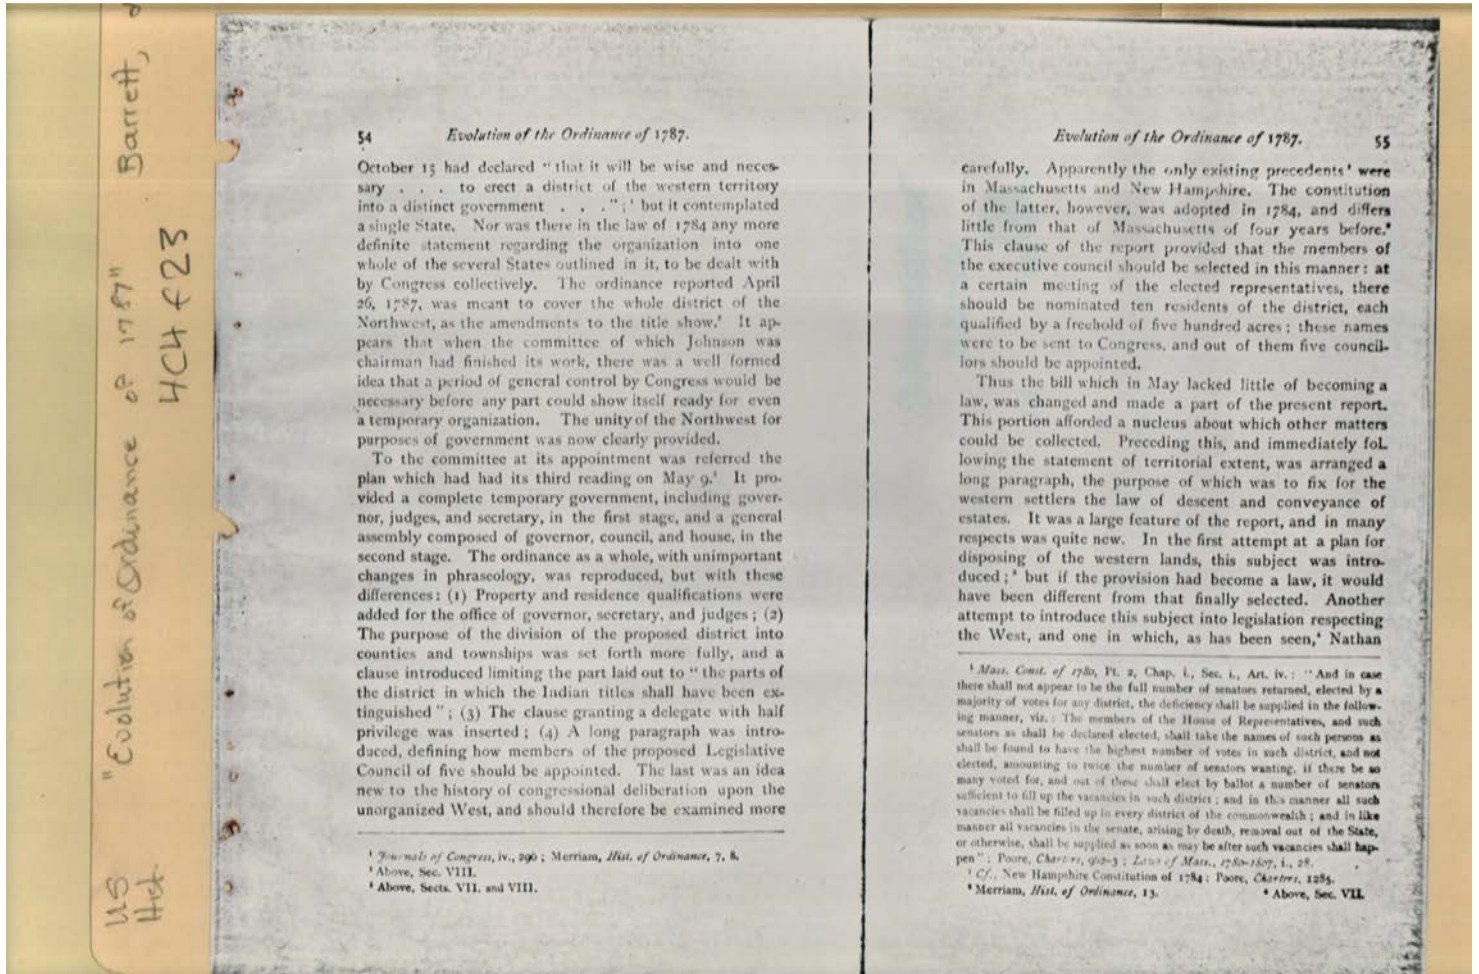 US "Evolution of Ordinance of 1787" Barrett, J
Hist. 4CH f23
54 Evolution of the Ordinance of 1787.
October 15 had declared “ that it will be wise and neces-
sary . . . to erect a district of the western territory
into a distinct government . . .” ; ¹ but it contemplated
a single State. Nor was there in the law of 1784 any more
definite statement regarding the organization into one
whole of the several States outlined in it, to be dealt with
by Congress collectively. The ordinance reported April
26, 1787, was meant to cover the whole district of the
Northwest, as the amendments to the title show.² It ap-
pears that when the committee of which Johnson was
chairman had finished its work, there was a well formed
idea that a period of general control by Congress would be
necessary before any part could show itself ready for even
a temporary organization. The unity of the Northwest for
purposes of government was now clearly provided.
To the committee at its appointment was referred the
plan which had had its third reading on May 9.³ It pro-
vided a complete temporary government, including gover-
nor, judges, and secretary, in the first stage, and a general
assembly composed of governor, council, and house, in the
second stage. The ordinance as a whole, with unimportant
changes in phraseology, was reproduced, but with these
differences : (1) Property and residence qualifications were
added for the office of governor, secretary, and judges ; (2)
The purpose of the division of the proposed district into
counties and townships was set forth more fully, and a
clause introduced limiting the part laid out to “ the parts of
the district in which the Indian titles shall have been ex-
tinguished ” ; (3) The clause granting a delegate with half
privilege was inserted ; (4) A long paragraph was intro-
duced, defining how members of the proposed Legislative
Council of five should be appointed. The last was an idea
new to the history of congressional deliberation upon the
unorganized West, and should therefore be examined more
¹ Journals of Congress, iv., 296 ; Merriam, Hist. of Ordinance, 7, 8.
² Above, Sec. VIII.
³ Above, Sects. VII. and VIII.
Evolution of the Ordinance of 1787. 55
carefully. Apparently the only existing precedents ¹ were
in Massachusetts and New Hampshire. The constitution
of the latter, however, was adopted in 1784, and differs
little from that of Massachusetts of four years before.²
This clause of the report provided that the members of
the executive council should be selected in this manner : at
a certain meeting of the elected representatives, there
should be nominated ten residents of the district, each
qualified by a freehold of five hundred acres ; these names
were to be sent to Congress, and out of them five council-
lors should be appointed.
Thus the bill which in May lacked little of becoming a
law, was changed and made a part of the present report.
This portion afforded a nucleus about which other matters
could be collected. Preceding this, and immediately fol-
lowing the statement of territorial extent, was arranged a
long paragraph, the purpose of which was to fix for the
western settlers the law of descent and conveyance of
estates. It was a large feature of the report, and in many
respects was quite new. In the first attempt at a plan for
disposing of the western lands, this subject was intro-
duced ; ³ but if the provision had become a law, it would
have been different from that finally selected. Another
attempt to introduce this subject into legislation respecting
the West, and one in which, as has been seen,⁴ Nathan
¹ Mass. Const. of 1780, Pt. 2, Chap. i., Sec. i., Art. iv. : “ And in case
there shall not appear to be the full number of senators returned, elected by a
majority of votes for any district, the deficiency shall be supplied in the follow-
ing manner, viz. : The members of the House of Representatives, and such
senators as shall be declared elected, shall take the names of such persons as
shall be found to have the highest number of votes in such district, and not
elected, amounting to twice the number of senators wanting, if there be so
many voted for, and out of these shall elect by ballot a number of senators
sufficient to fill up the vacancies in such district ; and in this manner all such
vacancies shall be filled up in every district of the commonwealth ; and in like
manner all vacancies in the senate, arising by death, removal out of the State,
or otherwise, shall be supplied as soon as may be after such vacancies shall hap-
pen ” ; Poore, Charters, 962-3 ; Laws of Mass., 1780-1807, i., 28.
² Cf., New Hampshire Constitution of 1784 ; Poore, Charters, 1285.
³ Merriam, Hist. of Ordinance, 13. ⁴ Above, Sec. VII.